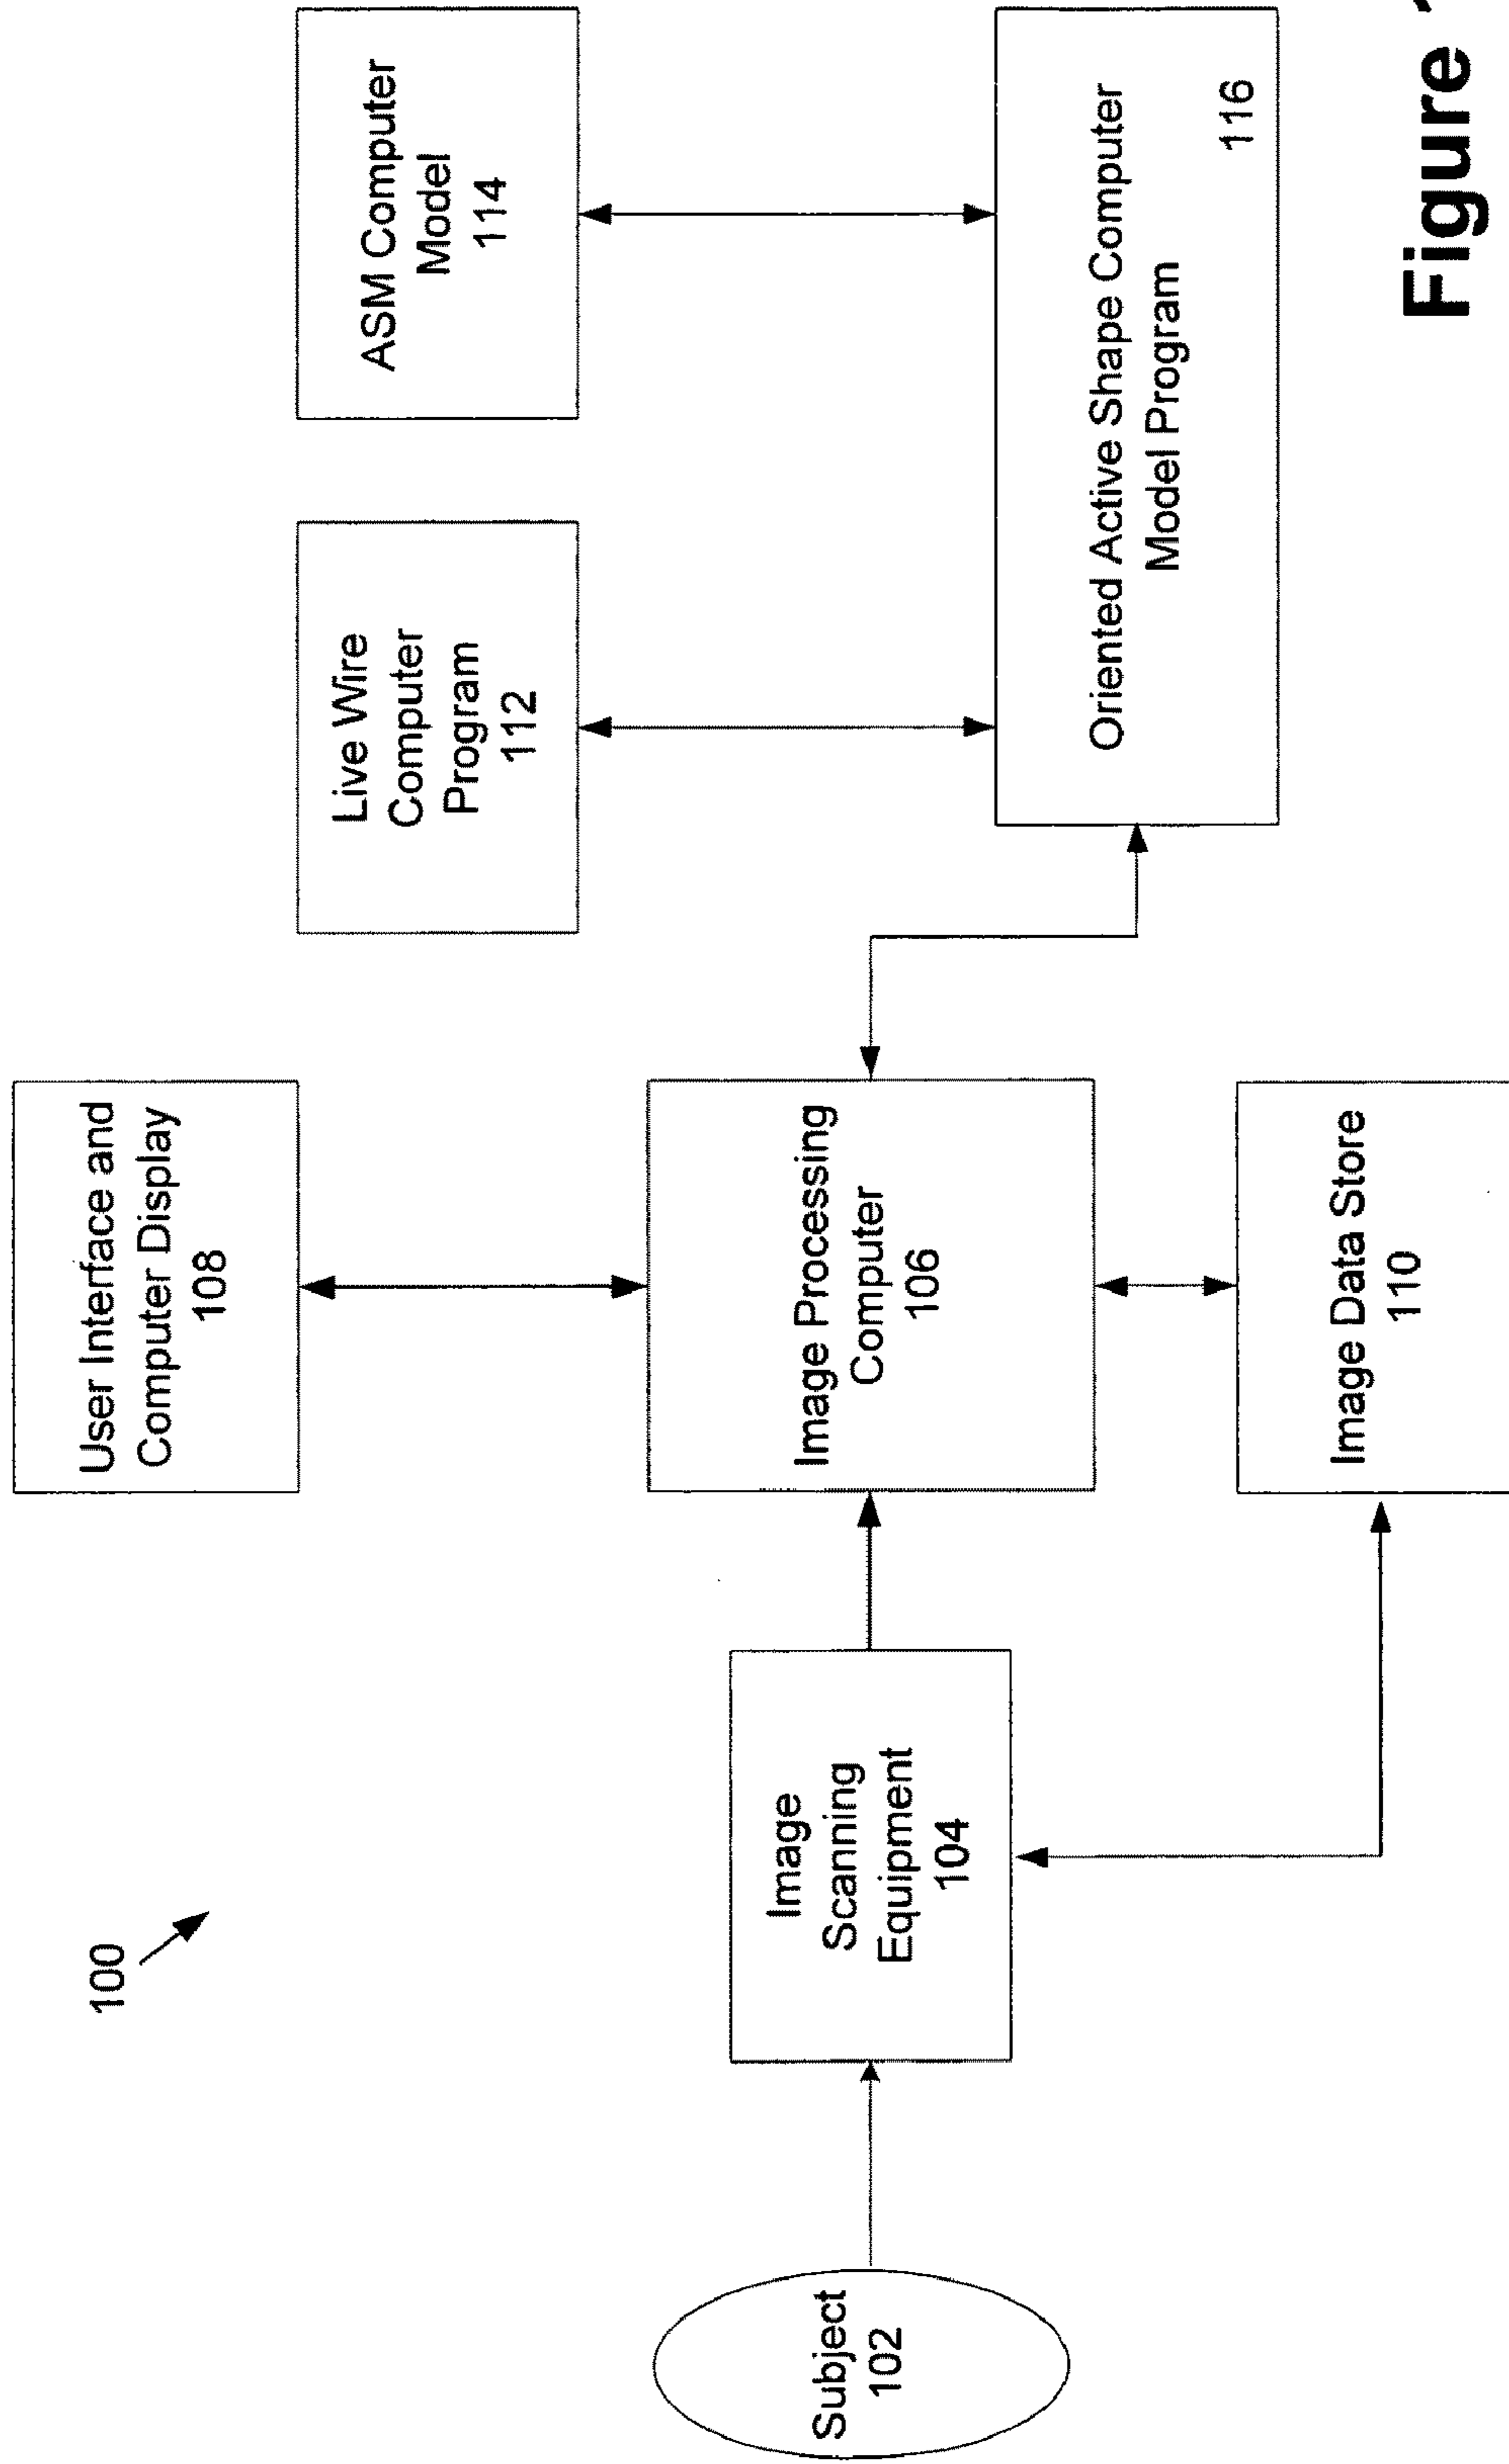 100
User Interface and
Computer Display
108
Live Wire
Computer
Program
112
ASM Computer
Model
114
Subject
102
Image
Scanning
Equipment
104
Image Processing
Computer
106
Oriented Active Shape Computer
Model Program
116
Image Data Store
110
Figure